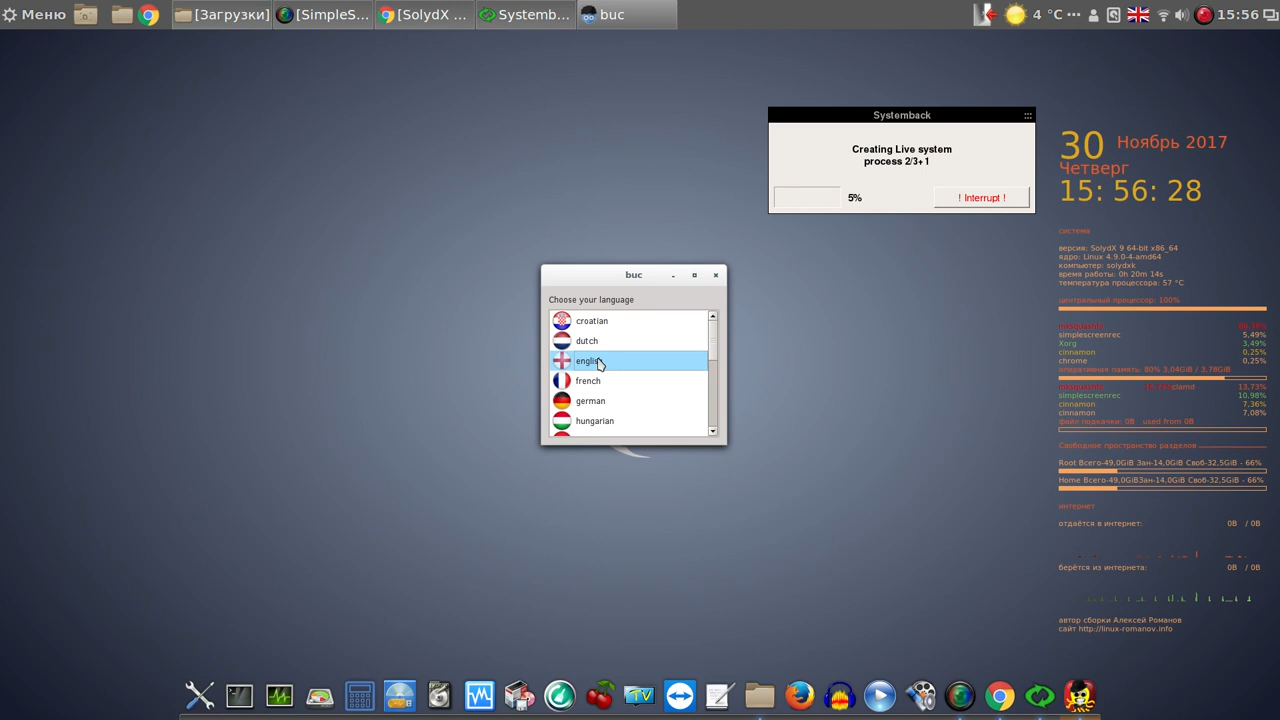 Меню
[Загрузки]
[SimpleS...
[SolydX ...
Systemb...
buc
4 °C
15:56
Systemback
Creating Live system
process 2/3+1
5%
! Interrupt !
buc
Choose your language
croatian
dutch
english
french
german
hungarian
30 Ноябрь 2017
Четверг
15: 56: 28
система
версия: SolydX 9 64-bit x86_64
ядро: Linux 4.9.0-4-amd64
компьютер: solydxk
время работы: 0h 20m 14s
температура процессора: 57 °C
центральный процессор: 100%
mksquashfs
simplescreenrec 5,49%
Xorg 3,49%
cinnamon 0,25%
chrome 0,25%
оперативная память: 80% 3,04GiB / 3,78GiB
mksquashfs clamd 13,73%
simplescreenrec 10,98%
cinnamon 7,36%
cinnamon 7,08%
файл подкачки: 0B used from 0B
Свободное пространство разделов
Root Всего-49,0GiB Зан-14,0GiB Своб-32,5GiB - 66%
Home Всего-49,0GiBЗан-14,0GiB Своб-32,5GiB - 66%
интернет
отдаётся в интернет: 0B / 0B
берётся из интернета: 0B / 0B
автор сборки Алексей Романов
сайт http://linux-romanov.info
TV